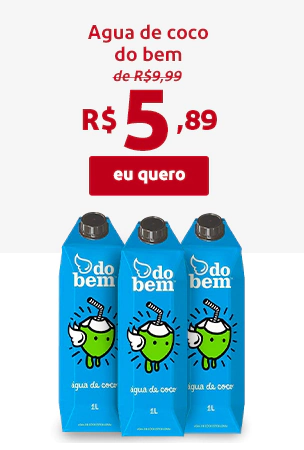 Agua de coco
do bem
de R$9,99
R$ 5,89
eu quero
do bem®
do bem®
do bem®
água de coco
água de coco
água de coco
1L
1L
1L